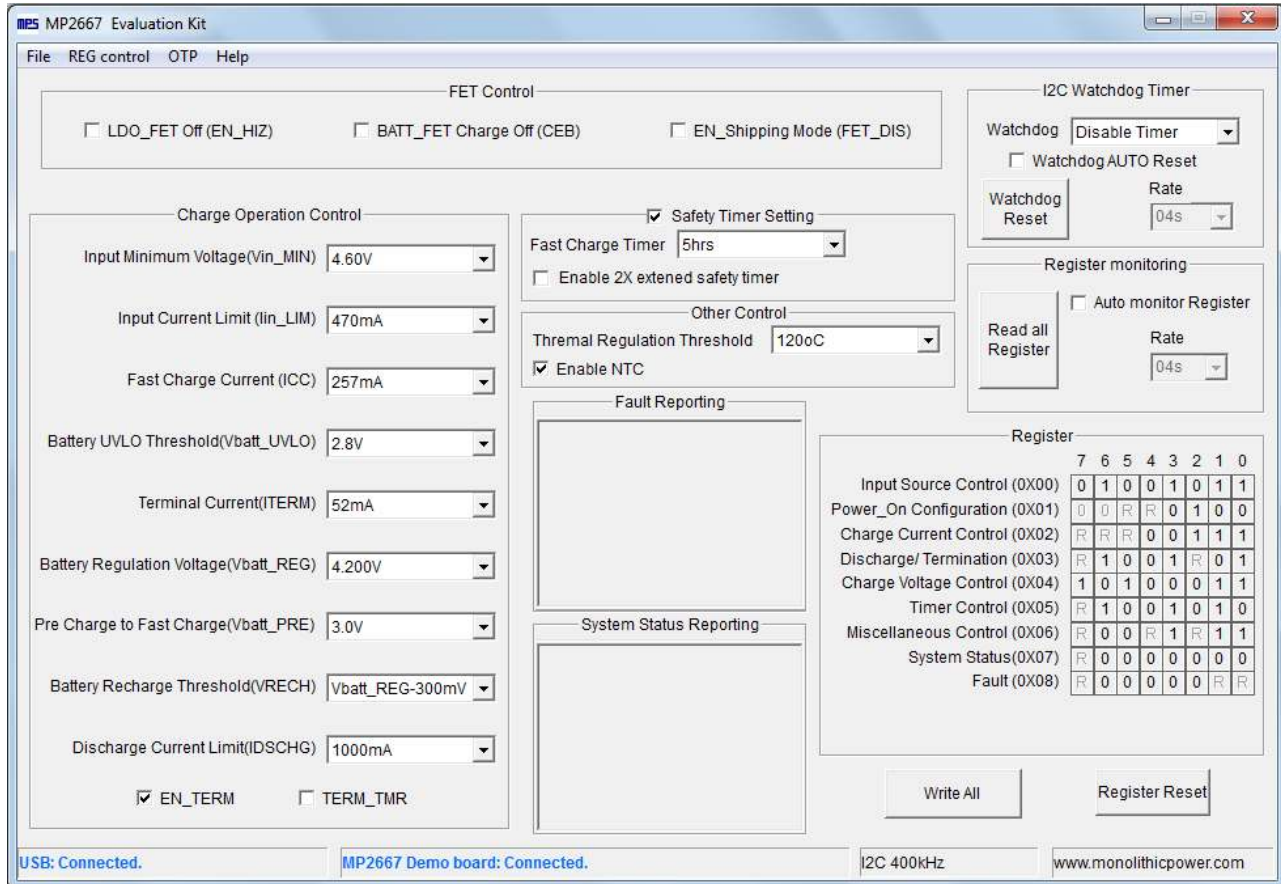 mps MP2667 Evaluation Kit
File REG control OTP Help
FET Control
LDO_FET Off (EN_HIZ) BATT_FET Charge Off (CEB) EN_Shipping Mode (FET_DIS)
I2C Watchdog Timer
Watchdog Disable Timer
Watchdog AUTO Reset
Watchdog Reset
Rate
04s
Charge Operation Control
Input Minimum Voltage(Vin_MIN) 4.60V
Input Current Limit (Iin_LIM) 470mA
Fast Charge Current (ICC) 257mA
Battery UVLO Threshold(Vbatt_UVLO) 2.8V
Terminal Current(ITERM) 52mA
Battery Regulation Voltage(Vbatt_REG) 4.200V
Pre Charge to Fast Charge(Vbatt_PRE) 3.0V
Battery Recharge Threshold(VRECH) Vbatt_REG-300mV
Discharge Current Limit(IDSCHG) 1000mA
EN_TERM TERM_TMR
Safety Timer Setting
Fast Charge Timer 5hrs
Enable 2X extened safety timer
Other Control
Thremal Regulation Threshold 120oC
Enable NTC
Fault Reporting
System Status Reporting
Register monitoring
Read all Register
Auto monitor Register
Rate
04s
Register
7 6 5 4 3 2 1 0
Input Source Control (0X00) 0 1 0 0 1 0 1 1
Power_On Configuration (0X01) 0 0 R R 0 1 0 0
Charge Current Control (0X02) R R R 0 0 1 1 1
Discharge/ Termination (0X03) R 1 0 0 1 R 0 1
Charge Voltage Control (0X04) 1 0 1 0 0 0 1 1
Timer Control (0X05) R 1 0 0 1 0 1 0
Miscellaneous Control (0X06) R 0 0 R 1 R 1 1
System Status(0X07) R 0 0 0 0 0 0 0
Fault (0X08) R 0 0 0 0 0 R R
Write All Register Reset
USB: Connected. MP2667 Demo board: Connected. I2C 400kHz www.monolithicpower.com